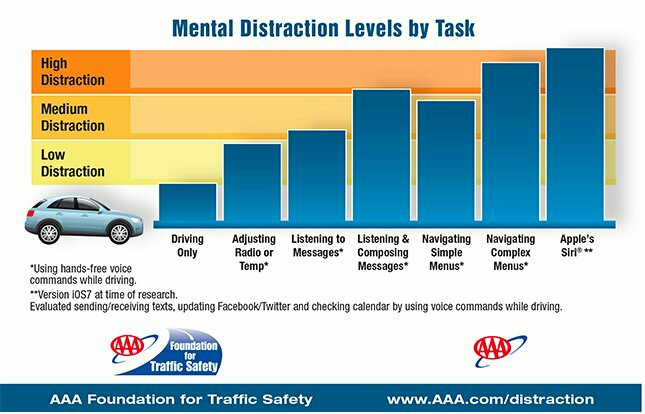 Mental Distraction Levels by Task
High
Distraction
Medium
Distraction
Low
Distraction
Driving
Only
Adjusting
Radio or
Temp*
Listening to
Messages*
Listening &
Composing
Messages*
Navigating
Simple
Menus*
Navigating
Complex
Menus*
Apple's
Siri® **
*Using hands-free voice
commands while driving.
**Version iOS7 at time of research.
Evaluated sending/receiving texts, updating Facebook/Twitter and checking calendar by using voice commands while driving.
AAA
Foundation
for
Traffic Safety
AAA
AAA Foundation for Traffic Safety
www.AAA.com/distraction